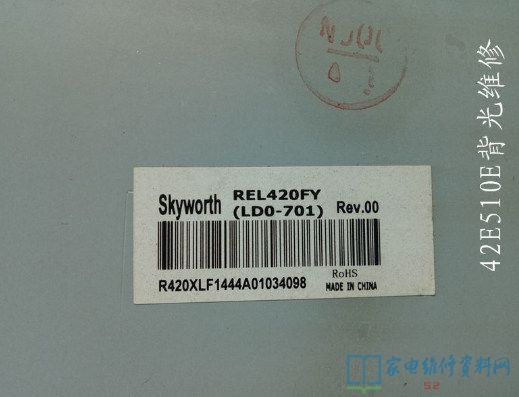 Skyworth REL420FY
(LD0-701) Rev.00
R420XLF1444A01034098
RoHS
MADE IN CHINA
42E510E背光维修
家电维修资料网
52